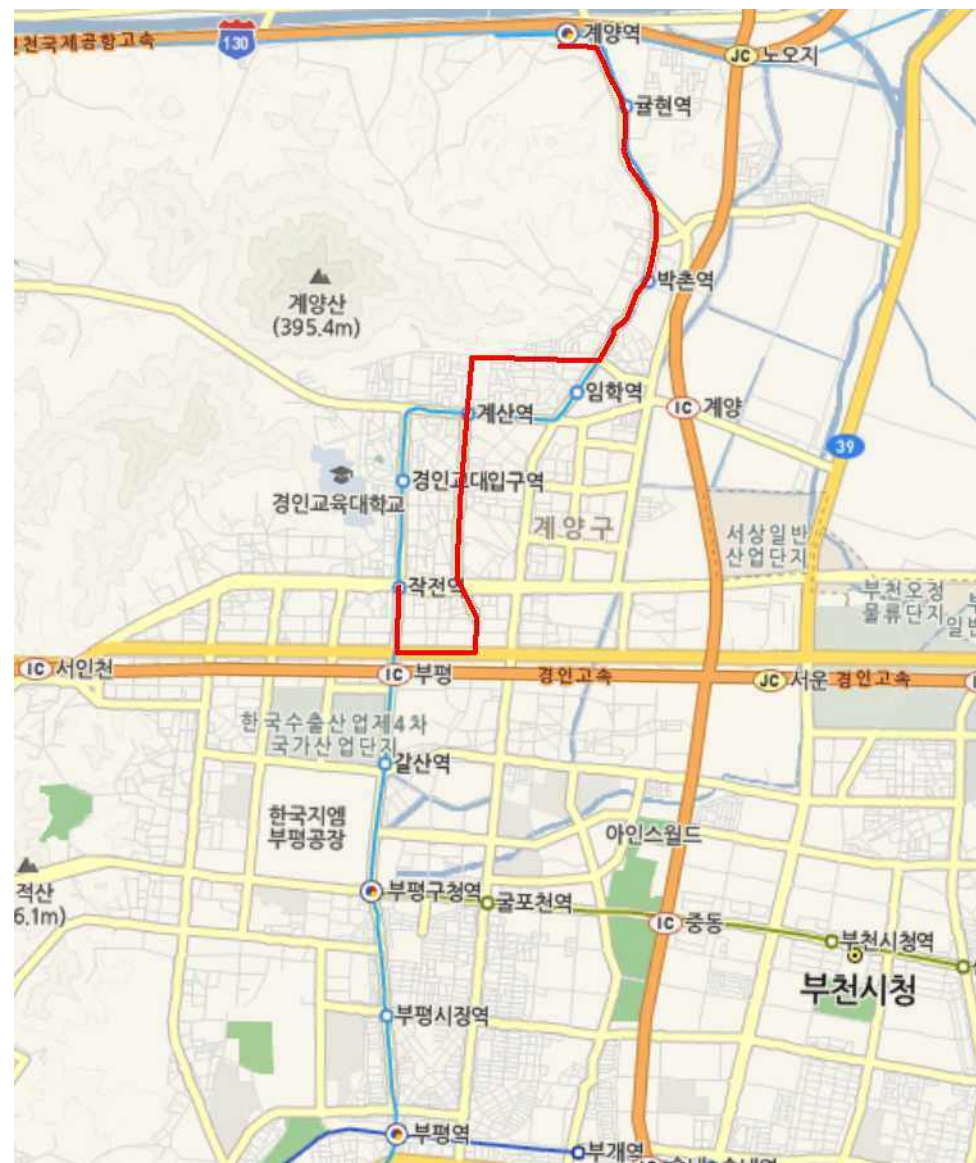 계양역
천국제공항고속
130
JC 노오지
귤현역
박촌역
계양산
(395.4m)
임학역
계산역
IC 계양
39
경인교대입구역
경인교육대학교
계양구
서상일반
산업단지
작전역
부천오정
물류단지
일반
IC 서인천
IC 부평
경인고속
JC 서운
경인고속
한국수출산업제4차
국가산업단지
갈산역
한국지엠
부평공장
아인스월드
적산
6.1m)
부평구청역
굴포천역
IC 중동
부천시청역
부천시청
부평시장역
부평역
부개역